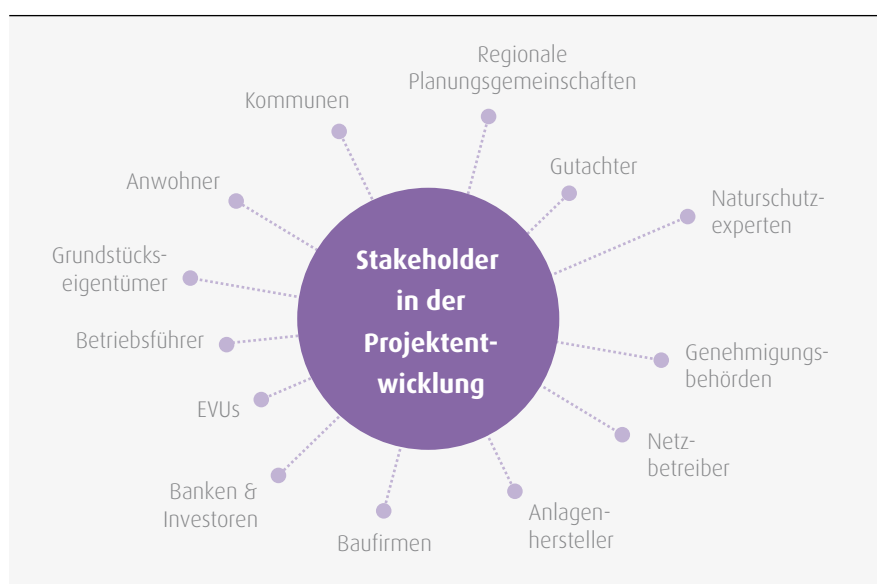 Regionale
Planungsgemeinschaften
Kommunen
Gutachter
Anwohner
Naturschutz-
experten
Grundstücks-
eigentümer
Stakeholder
in der
Projektent-
wicklung
Betriebsführer
Genehmigungs-
behörden
EVUs
Netz-
betreiber
Banken &
Investoren
Anlagen-
hersteller
Baufirmen